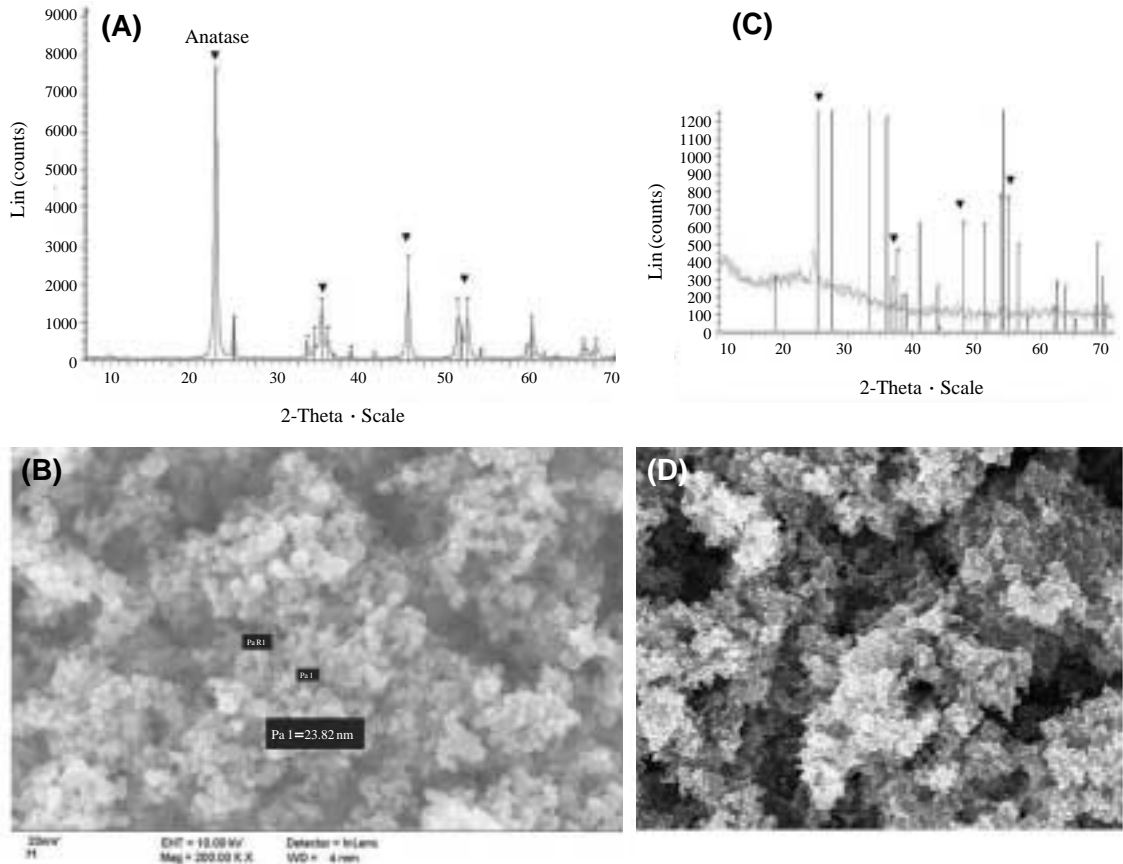 (A)
Anatase
9000
8000
7000
6000
5000
4000
3000
2000
1000
0
Lin (counts)
10 20 30 40 50 60 70
2-Theta · Scale
(C)
1200
1100
1000
900
800
700
600
500
400
300
200
100
0
Lin (counts)
10 20 30 40 50 60 70
2-Theta · Scale
(B)
Pa R1
Pa 1
Pa 1=23.82 nm
EHT = 10.00 kV Detector = InLens
Mag = 200.00 K X WD = 4 mm
(D)